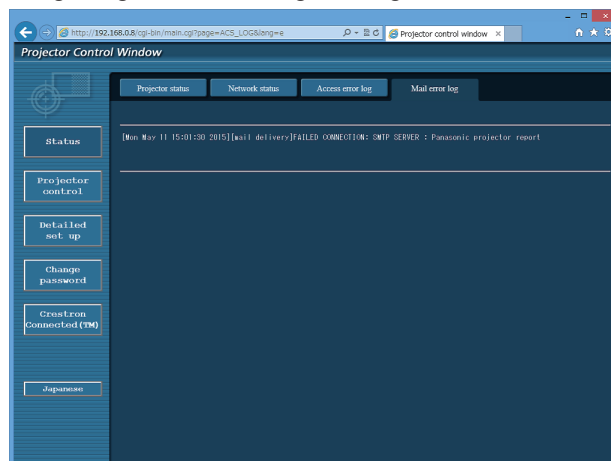 http://192.168.0.8/cgi-bin/main.cgi?page=ACS_LOG&lang=e
Projector control window
Projector Control Window
Projector status
Network status
Access error log
Mail error log
[Mon May 11 15:01:30 2015][mail delivery]FAILED CONNECTION: SMTP SERVER : Panasonic projector report
Status
Projector
control
Detailed
set up
Change
password
Crestron
Connected(TM)
Japanese